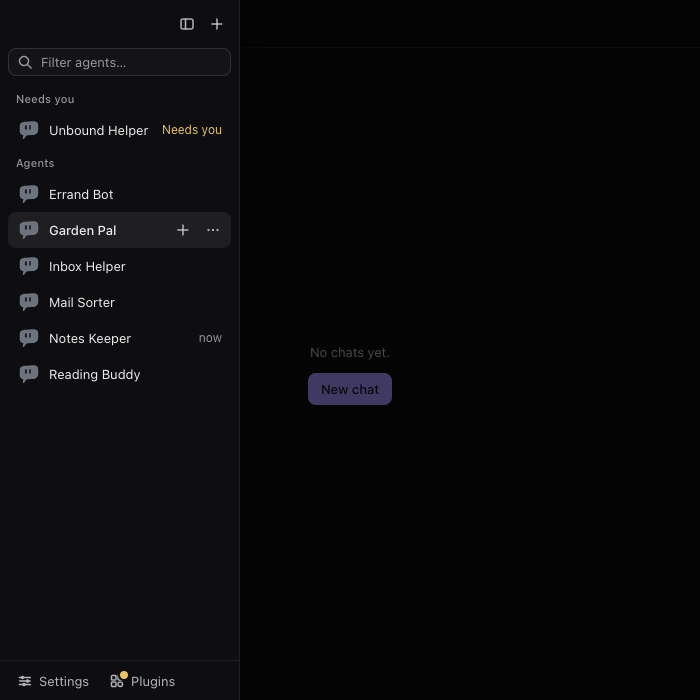 Filter agents...
Needs you
Unbound Helper Needs you
Agents
Errand Bot
Garden Pal
Inbox Helper
Mail Sorter
Notes Keeper now
Reading Buddy
No chats yet.
New chat
Settings Plugins